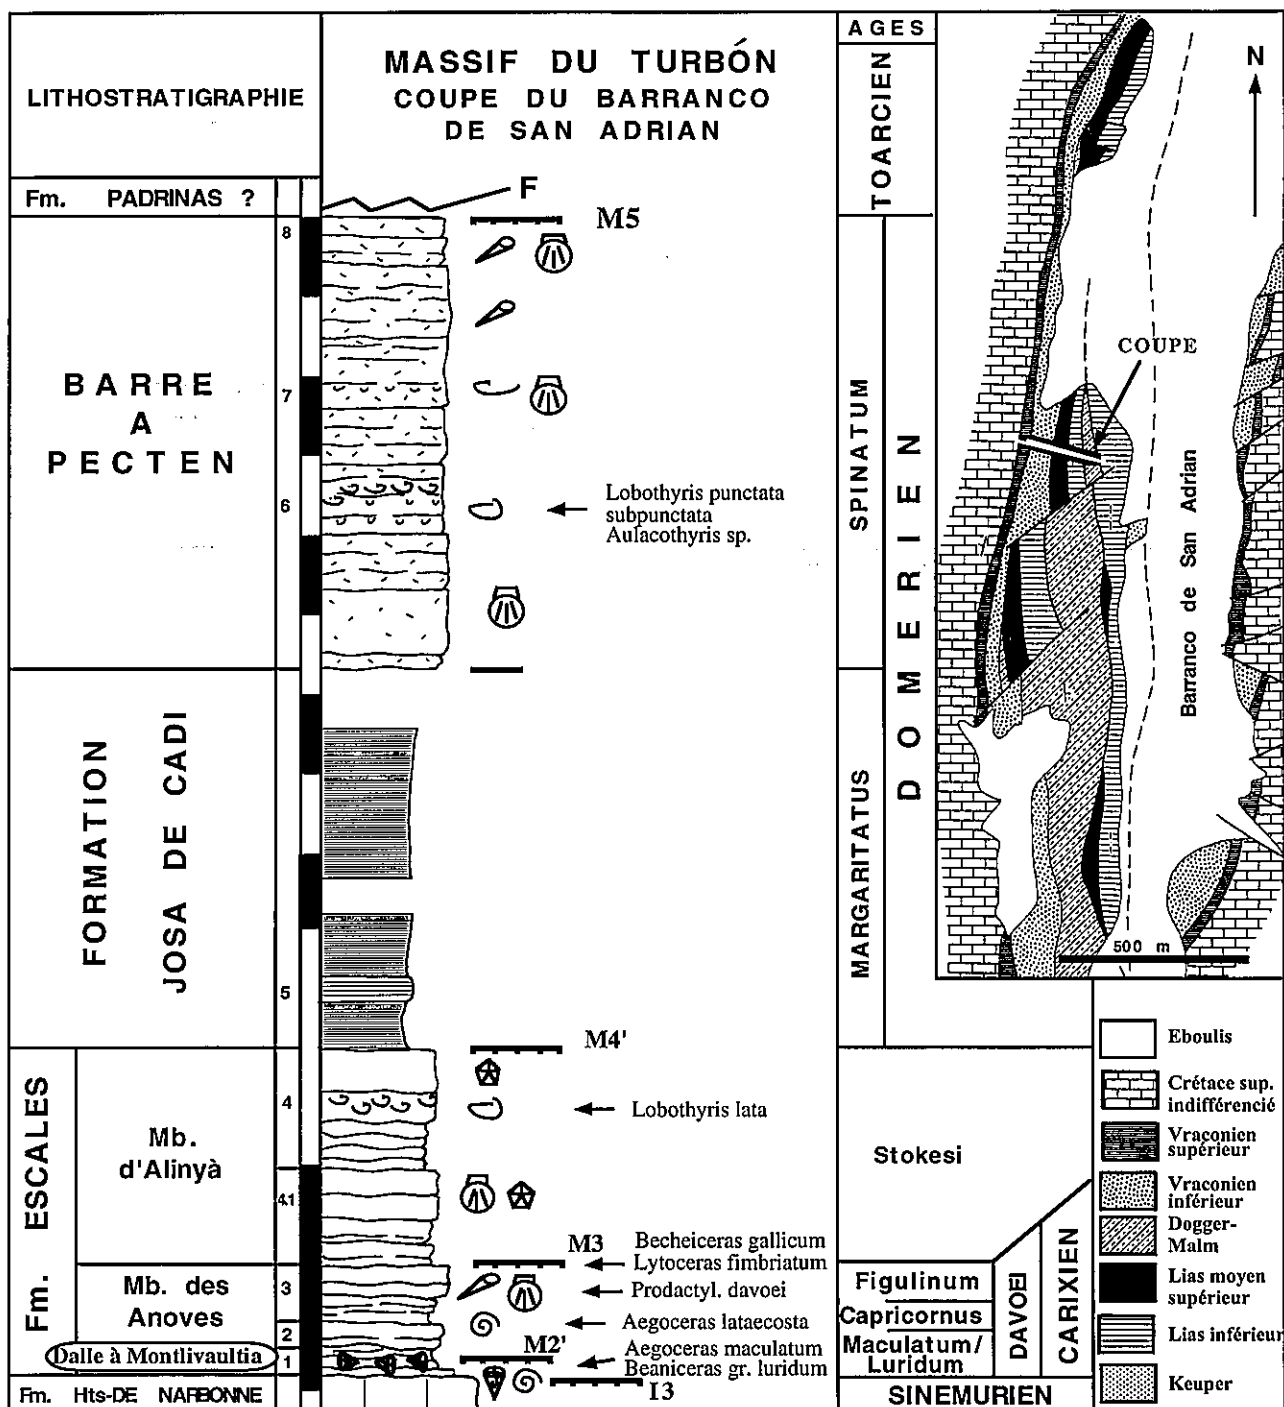 LITHOSTRATIGRAPHIE
MASSIF DU TURBÓN
COUPE DU BARRANCO
DE SAN ADRIAN
AGES
TOARCIEN
N
Fm. PADRINAS ?
F
M5
8
BARRE
A
PECTEN
7
6
Lobothyris punctata
subpunctata
Aulacothyris sp.
SPINATUM
DOMERIEN
COUPE
Barranco de San Adrian
500 m
FORMATION
JOSA DE CADI
5
MARGARITATUS
M4'
Fm. ESCALES
Mb.
d'Alinyà
4
Lobothyris lata
4.1
Stokesi
M3
Becheiceras gallicum
Lytoceras fimbriatum
Mb. des
Anoves
3
Prodactyl. davoei
2
Aegoceras lataecosta
Dalle à Montlivaultia
1
M2'
Aegoceras maculatum
Beaniceras gr. luridum
I3
Fm. Hts-DE NARBONNE
Figulinum
Capricornus
Maculatum/
Luridum
DAVOEI
CARIXIEN
SINEMURIEN
Eboulis
Crétace sup.
indifférencié
Vraconien
supérieur
Vraconien
inférieur
Dogger-
Malm
Lias moyen
supérieur
Lias inférieur
Keuper